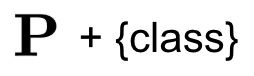 𝐏 + {class}